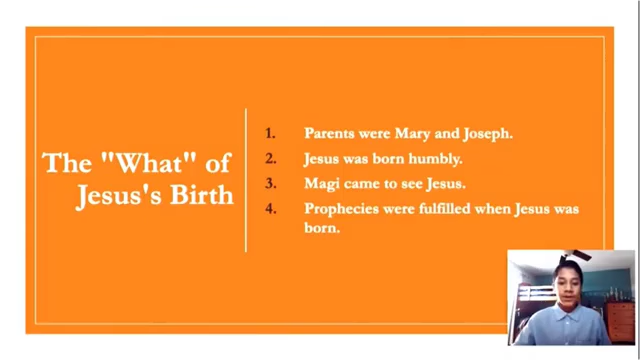 The "What" of
Jesus's Birth
1. Parents were Mary and Joseph.
2. Jesus was born humbly.
3. Magi came to see Jesus.
4. Prophecies were fulfilled when Jesus was
born.